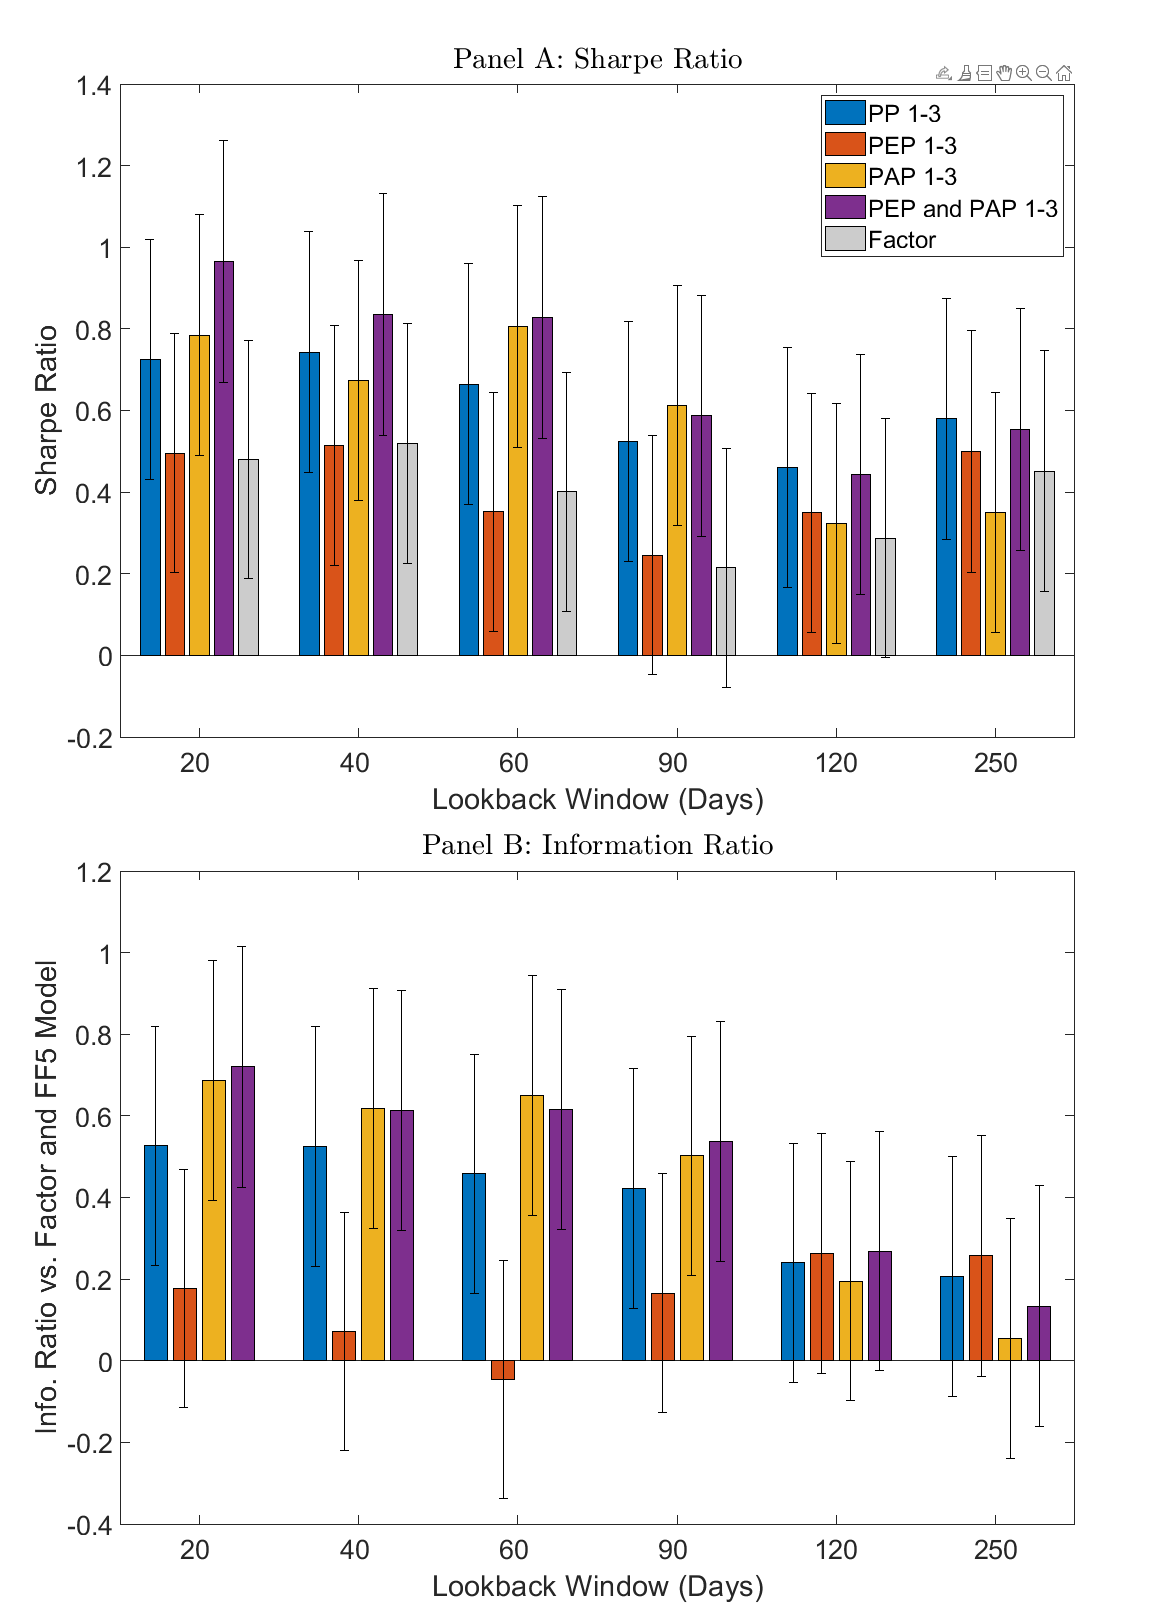 Panel A: Sharpe Ratio
1.4
1.2
1
0.8
0.6
0.4
0.2
0
-0.2
Sharpe Ratio
PP 1-3
PEP 1-3
PAP 1-3
PEP and PAP 1-3
Factor
20 40 60 90 120 250
Lookback Window (Days)
Panel B: Information Ratio
1.2
1
0.8
0.6
0.4
0.2
0
-0.2
-0.4
Info. Ratio vs. Factor and FF5 Model
20 40 60 90 120 250
Lookback Window (Days)